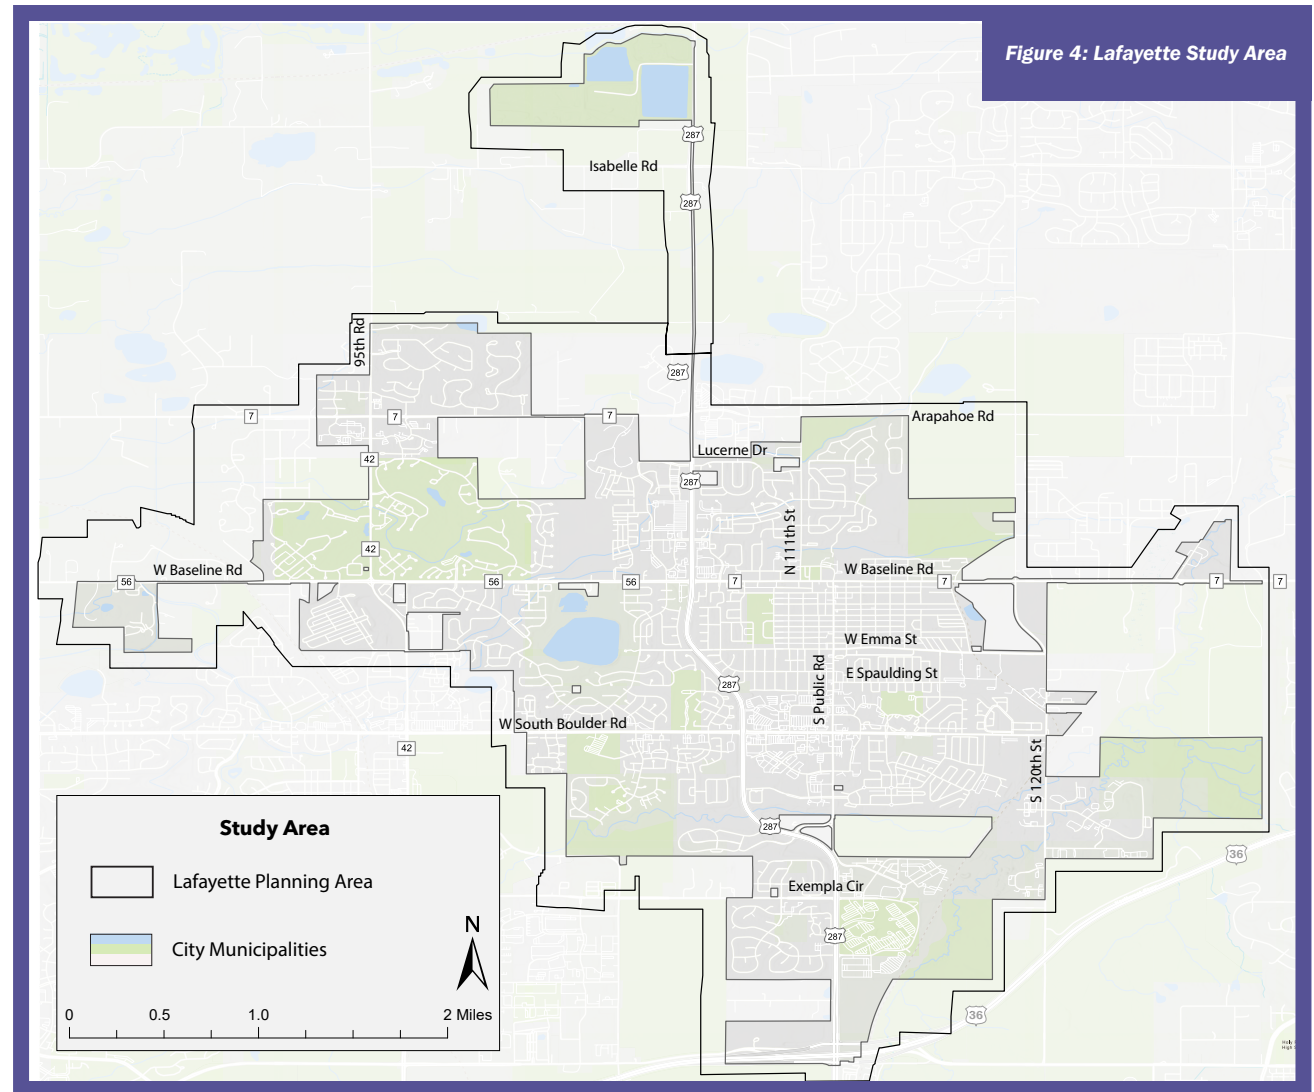 Figure 4: Lafayette Study Area
287
Isabelle Rd
287
95th Rd
287
7
7
7
Arapahoe Rd
42
Lucerne Dr
287
N 111th St
42
W Baseline Rd
W Baseline Rd
56
56
56
7
7
7
7
W Emma St
E Spaulding St
S Public Rd
287
W South Boulder Rd
42
S 120th St
287
36
Exempla Cir
287
36
Study Area
Lafayette Planning Area
City Municipalities
N
0 0.5 1.0 2 Miles